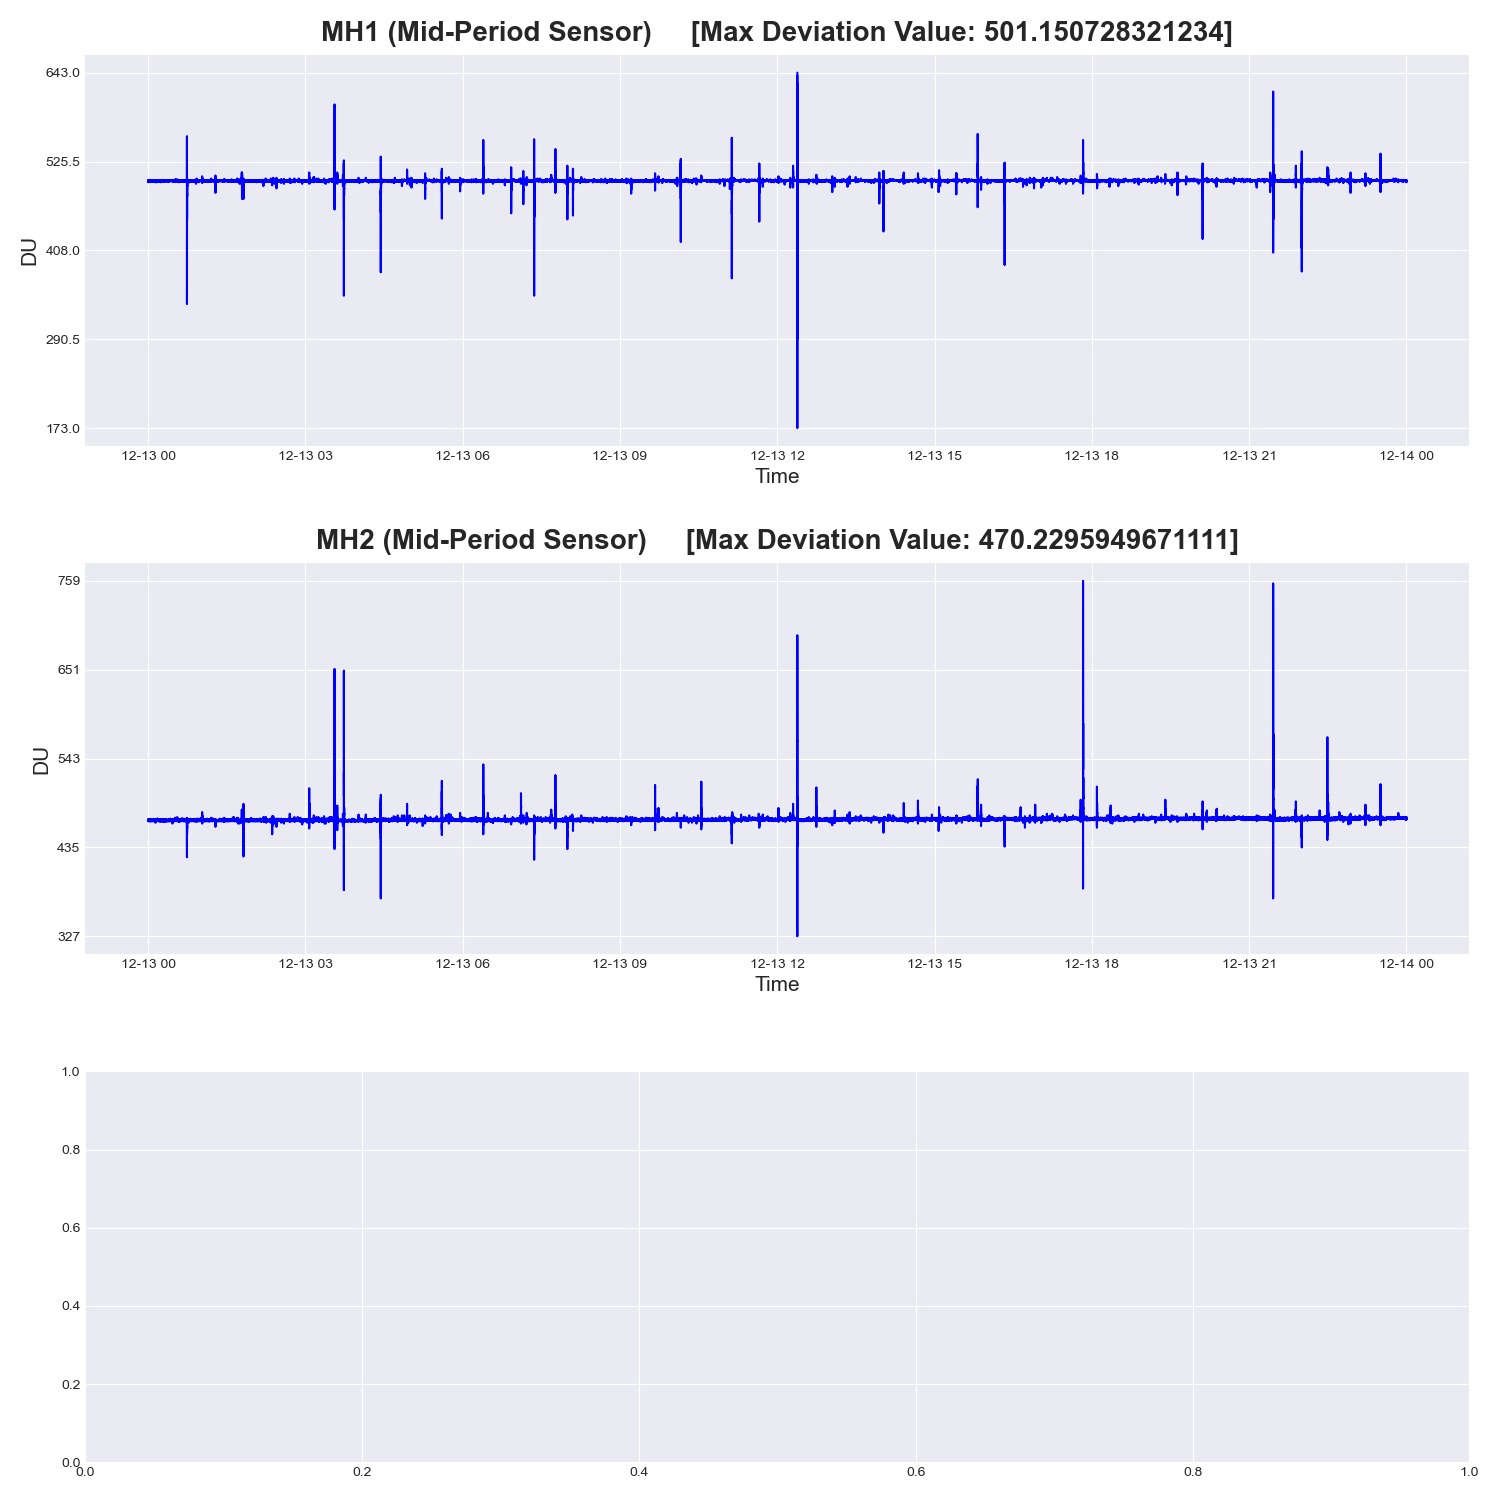 MH1 (Mid-Period Sensor) [Max Deviation Value: 501.150728321234]
643.0
525.5
408.0
290.5
173.0
DU
12-13 00 12-13 03 12-13 06 12-13 09 12-13 12 12-13 15 12-13 18 12-13 21 12-14 00
Time
MH2 (Mid-Period Sensor) [Max Deviation Value: 470.2295949671111]
759
651
543
435
327
DU
12-13 00 12-13 03 12-13 06 12-13 09 12-13 12 12-13 15 12-13 18 12-13 21 12-14 00
Time
1.0
0.8
0.6
0.4
0.2
0.0
0.0 0.2 0.4 0.6 0.8 1.0